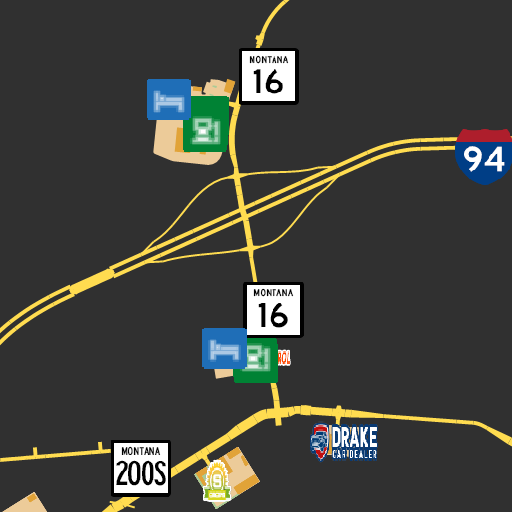 MONTANA
16
94
MONTANA
16
DRAKE
CAR DEALER
MONTANA
200S